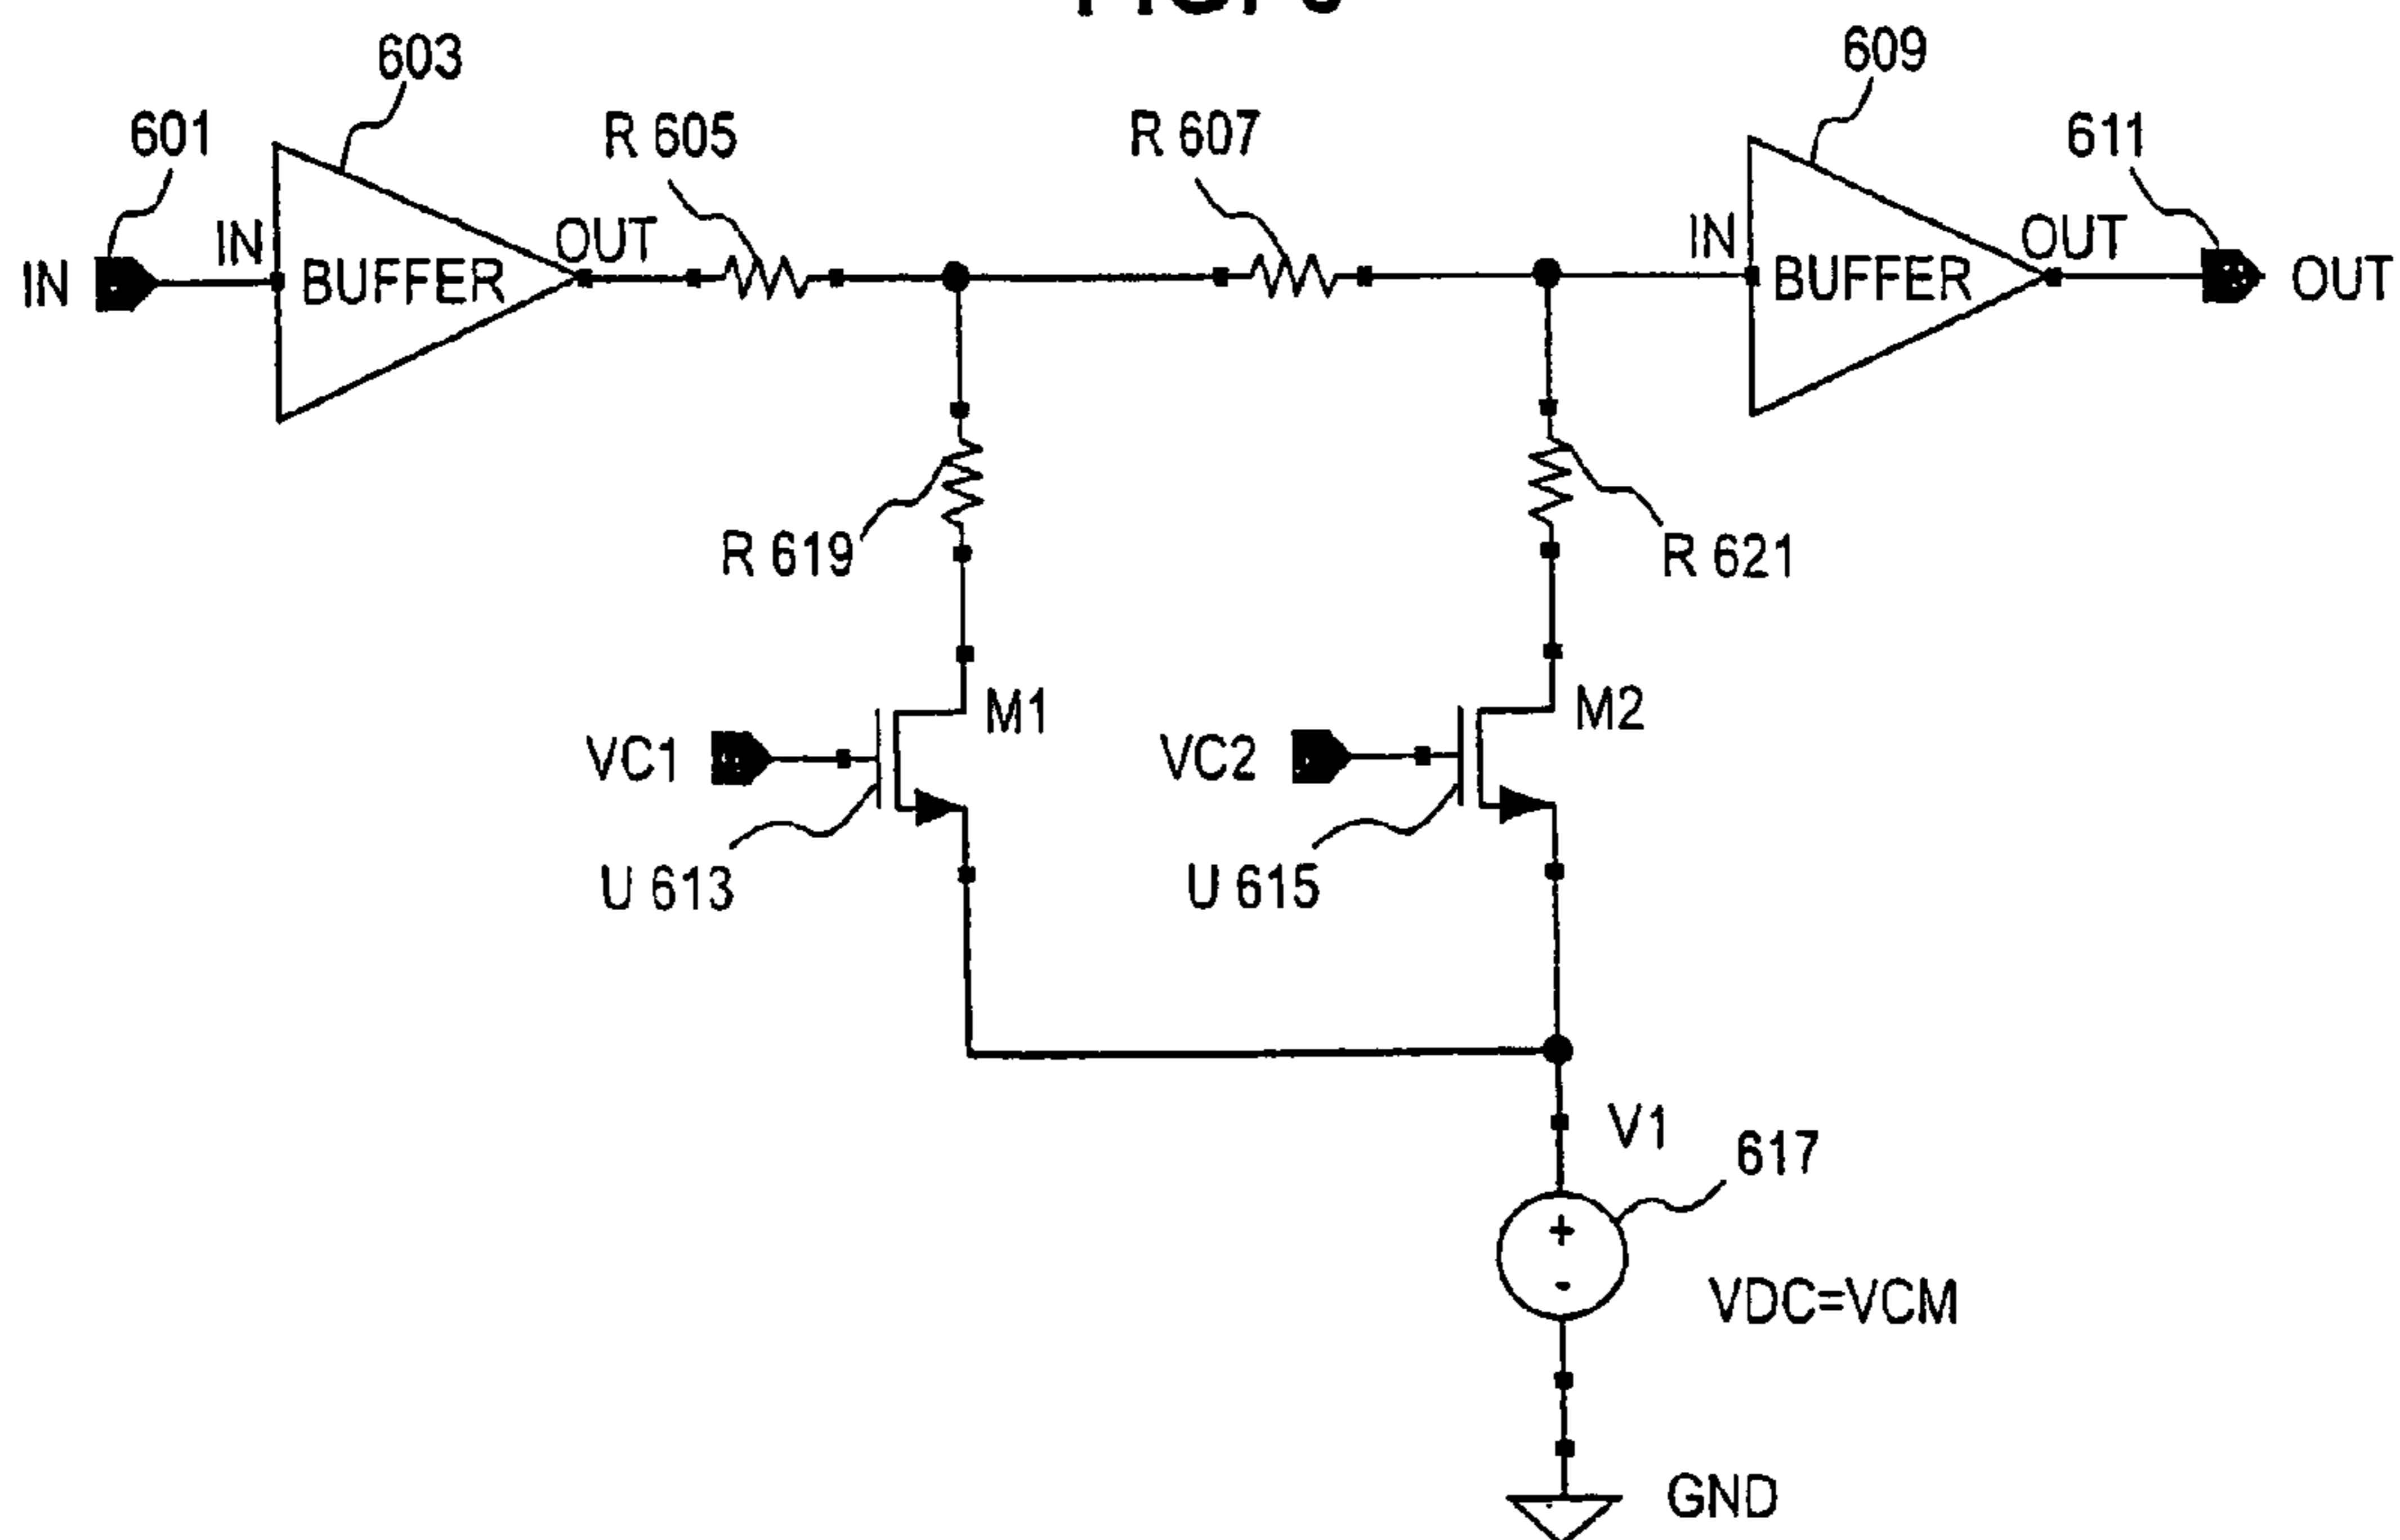 603
609
601
R 605
R 607
611
IN
IN
BUFFER
OUT
IN
BUFFER
OUT
OUT
R 619
R 621
M1
M2
VC1
VC2
U 613
U 615
V1
617
+
-
VDC=VCM
GND